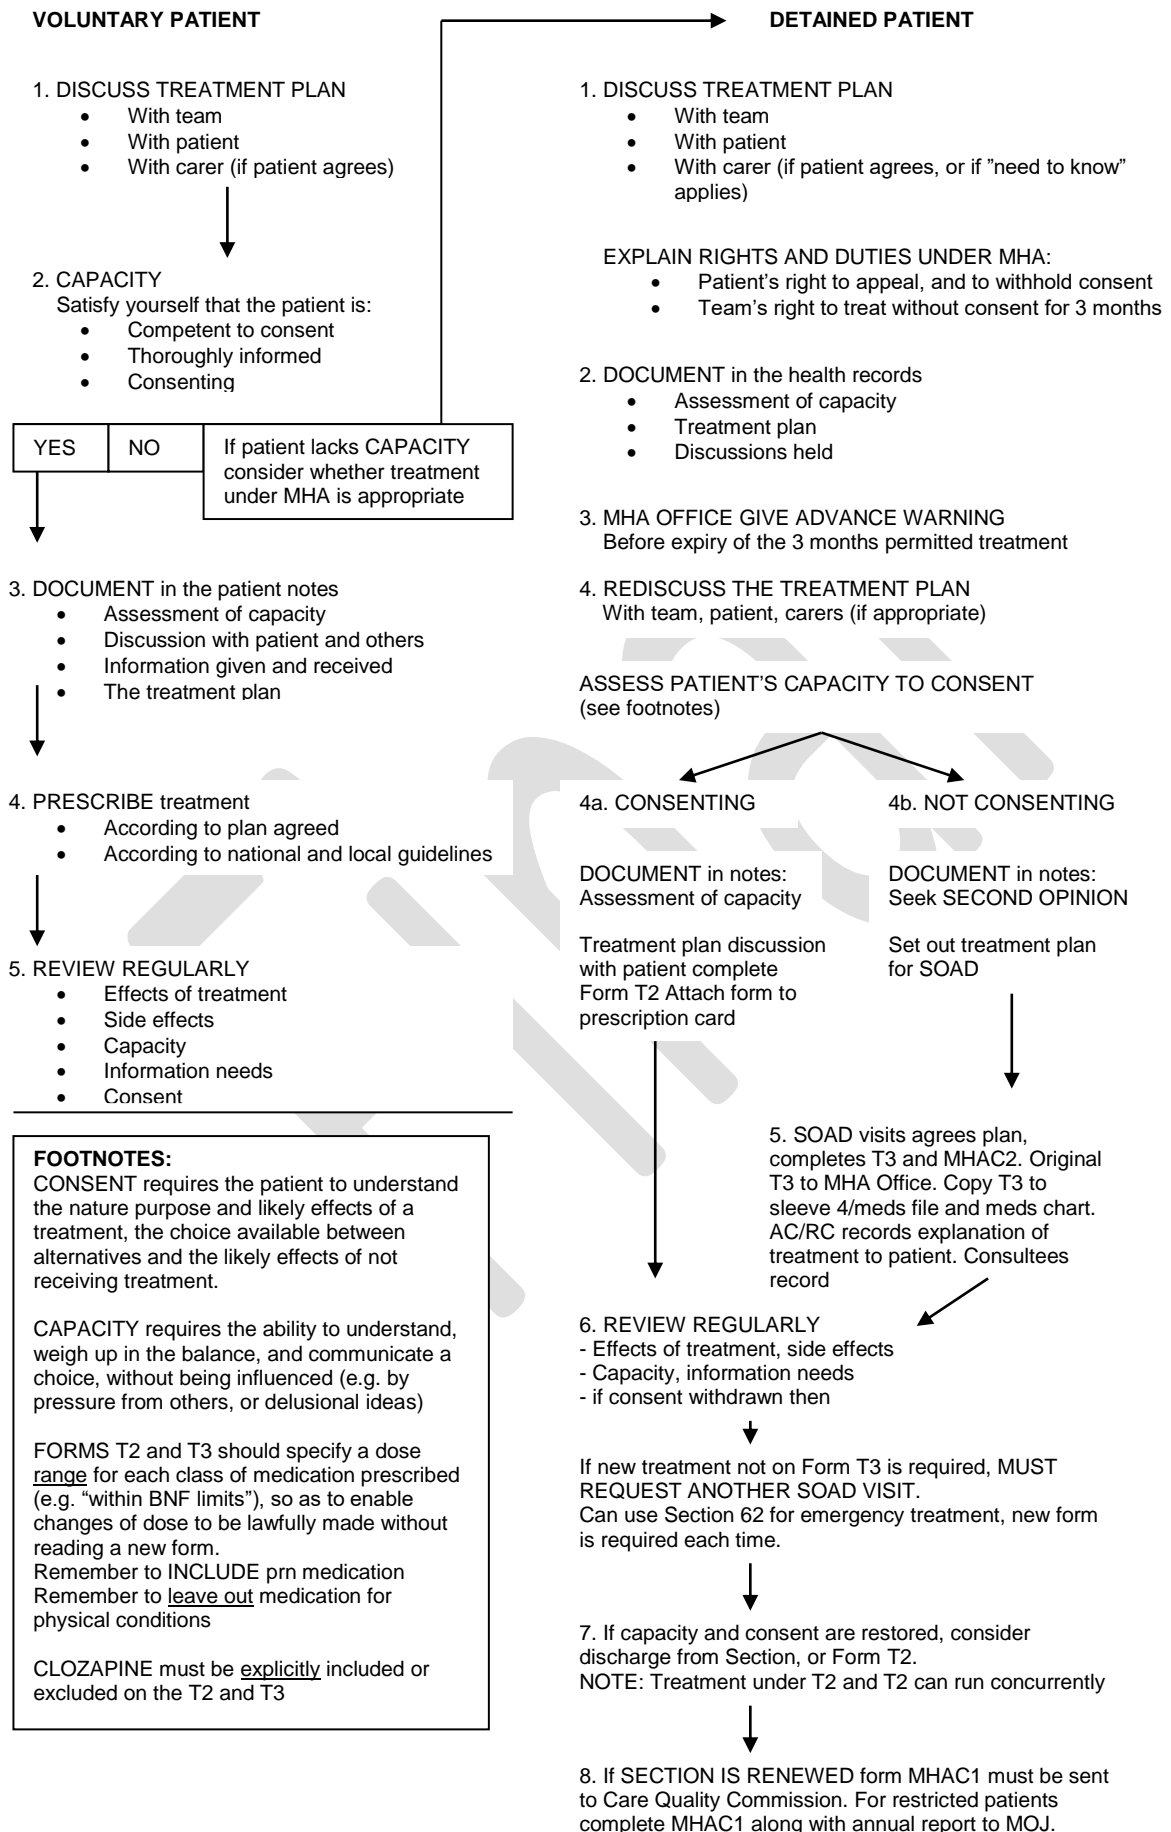 VOLUNTARY PATIENT
1. DISCUSS TREATMENT PLAN
• With team
• With patient
• With carer (if patient agrees)
2. CAPACITY
Satisfy yourself that the patient is:
• Competent to consent
• Thoroughly informed
• Consenting
YES
NO
If patient lacks CAPACITY
consider whether treatment
under MHA is appropriate
3. DOCUMENT in the patient notes
• Assessment of capacity
• Discussion with patient and others
• Information given and received
• The treatment plan
4. PRESCRIBE treatment
• According to plan agreed
• According to national and local guidelines
5. REVIEW REGULARLY
• Effects of treatment
• Side effects
• Capacity
• Information needs
• Consent
FOOTNOTES:
CONSENT requires the patient to understand
the nature purpose and likely effects of a
treatment, the choice available between
alternatives and the likely effects of not
receiving treatment.
CAPACITY requires the ability to understand,
weigh up in the balance, and communicate a
choice, without being influenced (e.g. by
pressure from others, or delusional ideas)
FORMS T2 and T3 should specify a dose
range for each class of medication prescribed
(e.g. “within BNF limits”), so as to enable
changes of dose to be lawfully made without
reading a new form.
Remember to INCLUDE prn medication
Remember to leave out medication for
physical conditions
CLOZAPINE must be explicitly included or
excluded on the T2 and T3
DETAINED PATIENT
1. DISCUSS TREATMENT PLAN
• With team
• With patient
• With carer (if patient agrees, or if ”need to know”
applies)
EXPLAIN RIGHTS AND DUTIES UNDER MHA:
• Patient’s right to appeal, and to withhold consent
• Team’s right to treat without consent for 3 months
2. DOCUMENT in the health records
• Assessment of capacity
• Treatment plan
• Discussions held
3. MHA OFFICE GIVE ADVANCE WARNING
Before expiry of the 3 months permitted treatment
4. REDISCUSS THE TREATMENT PLAN
With team, patient, carers (if appropriate)
ASSESS PATIENT’S CAPACITY TO CONSENT
(see footnotes)
4a. CONSENTING
DOCUMENT in notes:
Assessment of capacity
Treatment plan discussion
with patient complete
Form T2 Attach form to
prescription card
4b. NOT CONSENTING
DOCUMENT in notes:
Seek SECOND OPINION
Set out treatment plan
for SOAD
5. SOAD visits agrees plan,
completes T3 and MHAC2. Original
T3 to MHA Office. Copy T3 to
sleeve 4/meds file and meds chart.
AC/RC records explanation of
treatment to patient. Consultees
record
6. REVIEW REGULARLY
- Effects of treatment, side effects
- Capacity, information needs
- if consent withdrawn then
If new treatment not on Form T3 is required, MUST
REQUEST ANOTHER SOAD VISIT.
Can use Section 62 for emergency treatment, new form
is required each time.
7. If capacity and consent are restored, consider
discharge from Section, or Form T2.
NOTE: Treatment under T2 and T2 can run concurrently
8. If SECTION IS RENEWED form MHAC1 must be sent
to Care Quality Commission. For restricted patients
complete MHAC1 along with annual report to MOJ.